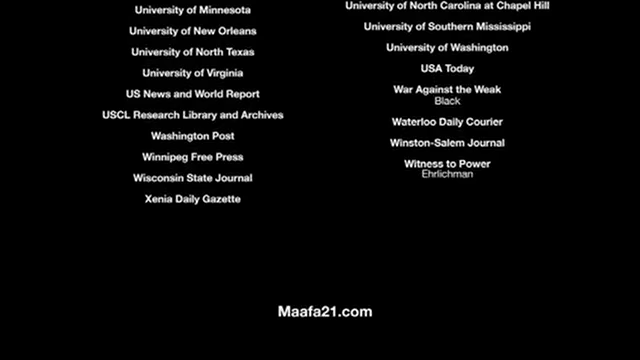 University of Minnesota
University of New Orleans
University of North Texas
University of Virginia
US News and World Report
USCL Research Library and Archives
Washington Post
Winnipeg Free Press
Wisconsin State Journal
Xenia Daily Gazette
University of North Carolina at Chapel Hill
University of Southern Mississippi
University of Washington
USA Today
War Against the Weak
Black
Waterloo Daily Courier
Winston-Salem Journal
Witness to Power
Ehrlichman
Maafa21.com